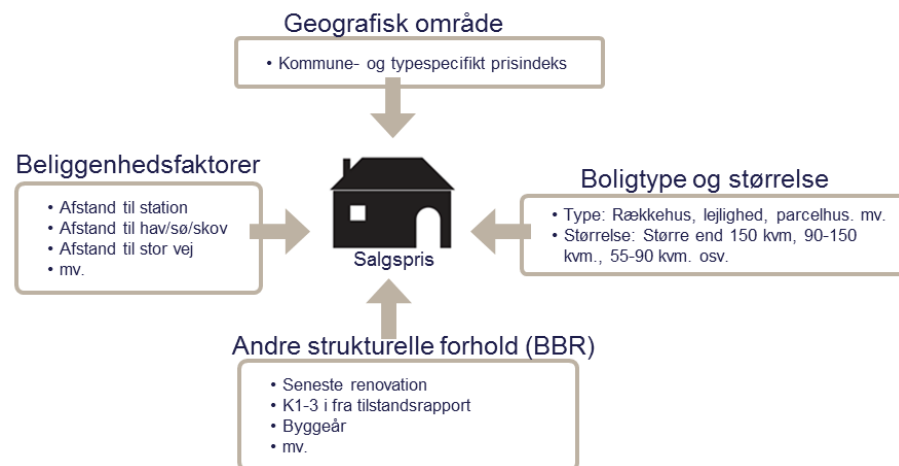 Geografisk område
• Kommune- og typespecifikt prisindeks
Beliggenhedsfaktorer
• Afstand til station
• Afstand til hav/sø/skov
• Afstand til stor vej
• mv.
Salgspris
Boligtype og størrelse
• Type: Rækkehus, lejlighed, parcelhus. mv.
• Størrelse: Større end 150 kvm, 90-150
kvm., 55-90 kvm. osv.
Andre strukturelle forhold (BBR)
• Seneste renovation
• K1-3 i fra tilstandsrapport
• Byggeår
• mv.